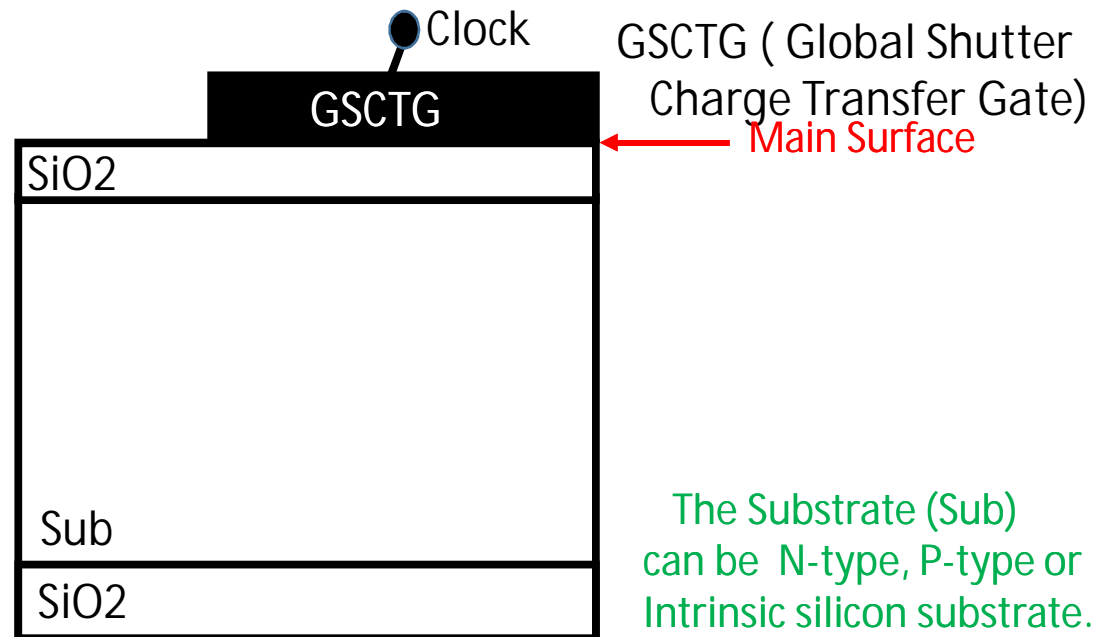 Clock
GSCTG ( Global Shutter
Charge Transfer Gate)
GSCTG
Main Surface
SiO2
Sub
The Substrate (Sub)
can be N-type, P-type or
Intrinsic silicon substrate.
SiO2